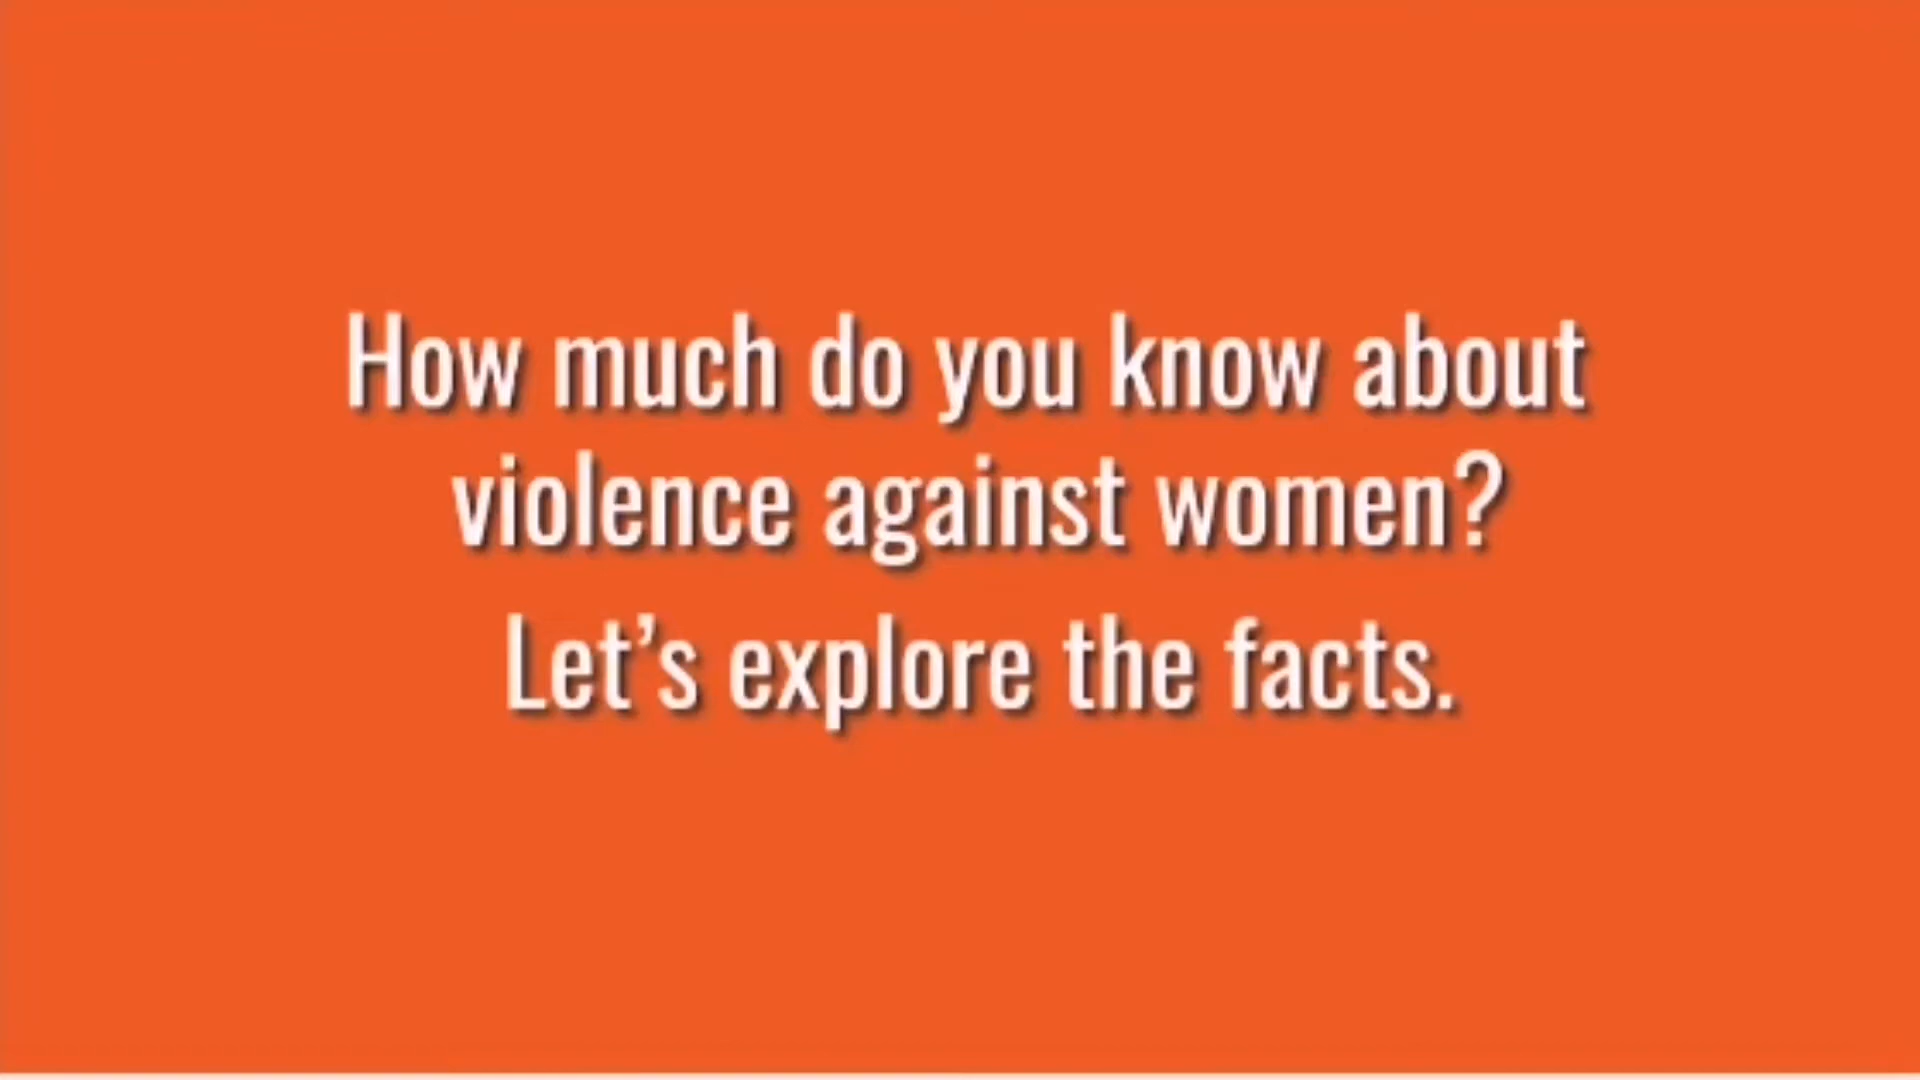 How much do you know about
violence against women?
Let’s explore the facts.